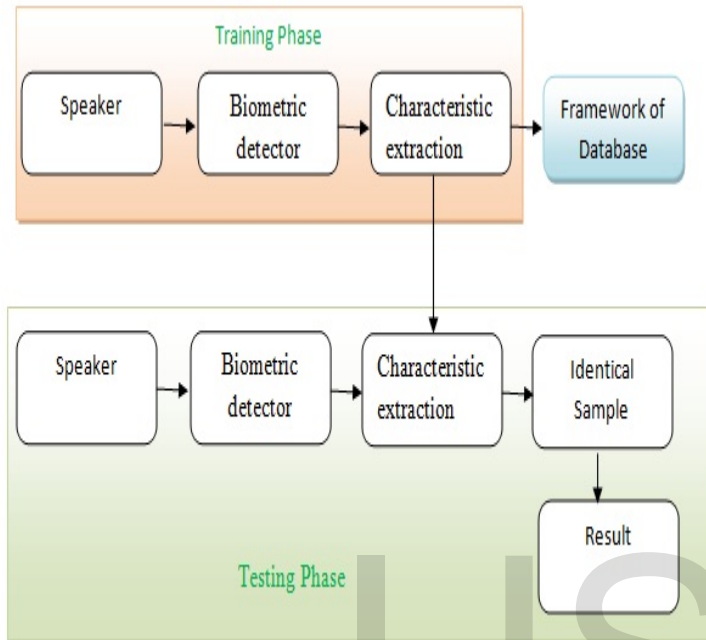 Training Phase
Speaker
Biometric
detector
Characteristic
extraction
Framework of
Database
Speaker
Biometric
detector
Characteristic
extraction
Identical
Sample
Result
Testing Phase